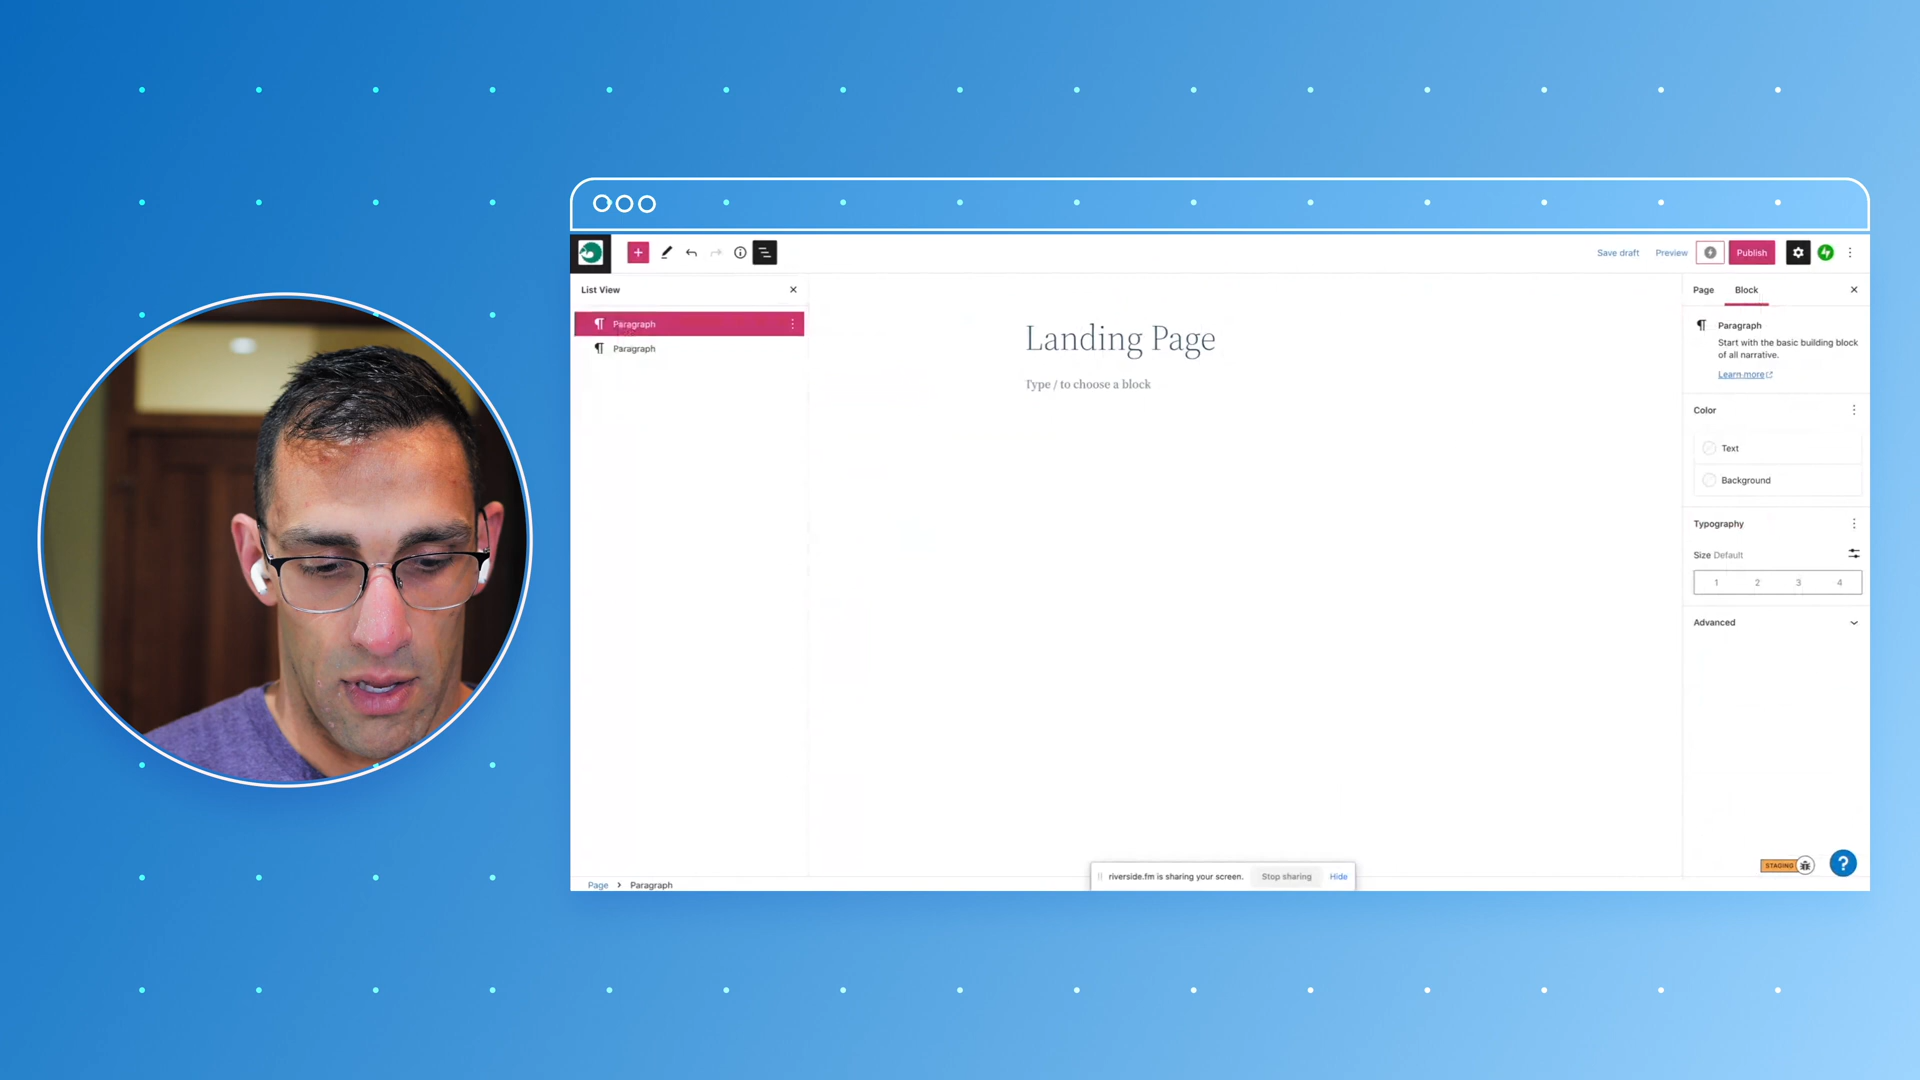 Save draft
Preview
Publish
List View
Page
Block
Paragraph
Paragraph
Landing Page
Type / to choose a block
Paragraph
Start with the basic building block
of all narrative.
Learn more
Color
Text
Background
Typography
Size Default
1 2 3 4
Advanced
STAGING
?
riverside.fm is sharing your screen.
Stop sharing
Hide
Page > Paragraph